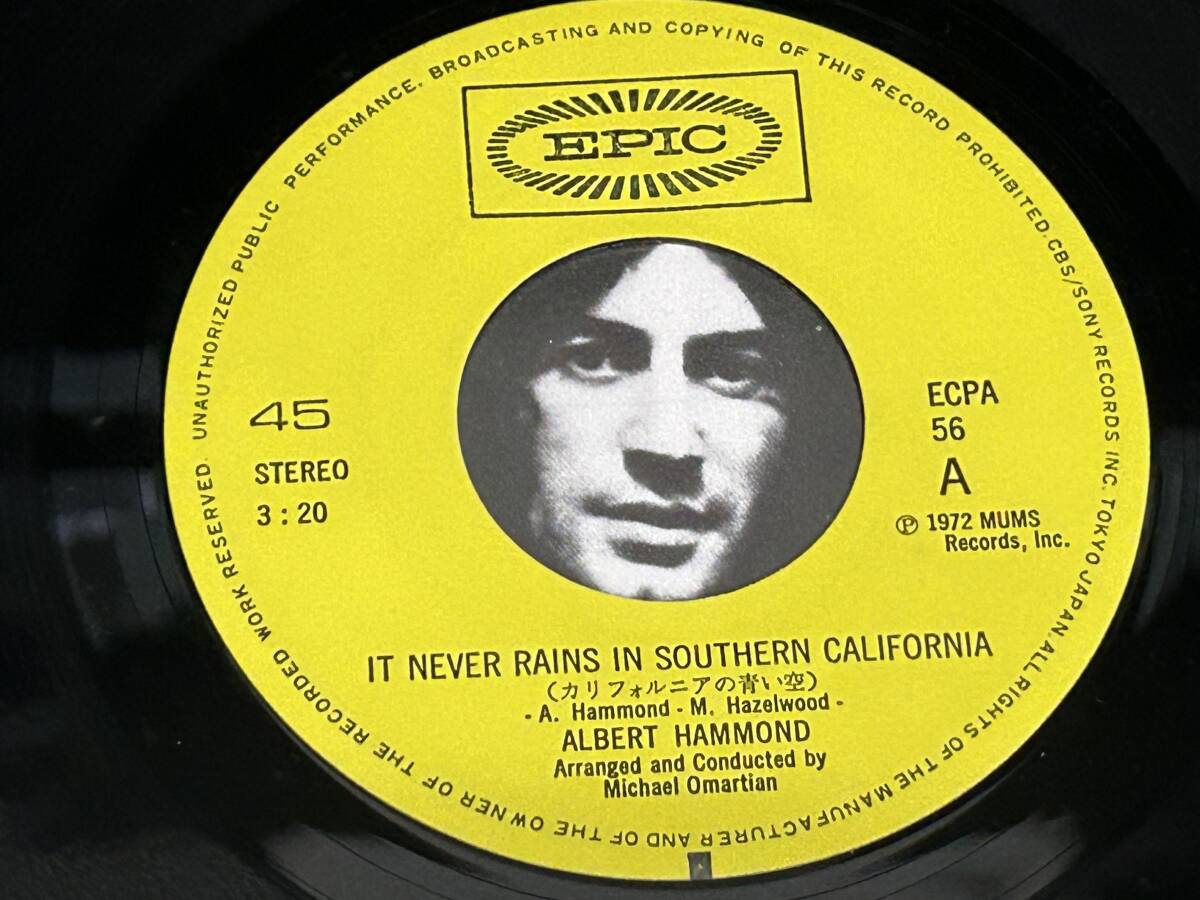 UNAUTHORIZED PUBLIC PERFORMANCE. BROADCASTING AND COPYING OF THIS RECORD PROHIBITED. CBS/SONY RECORDS INC. TOKYO JAPAN. ALL RIGHTS OF THE MANUFACTURER AND OF THE OWNER OF THE RECORDED WORK RESERVED.
EPIC
45
STEREO
3:20
ECPA
56
A
℗ 1972 MUMS
Records, Inc.
IT NEVER RAINS IN SOUTHERN CALIFORNIA
(カリフォルニアの青い空)
- A. Hammond - M. Hazelwood -
ALBERT HAMMOND
Arranged and Conducted by
Michael Omartian